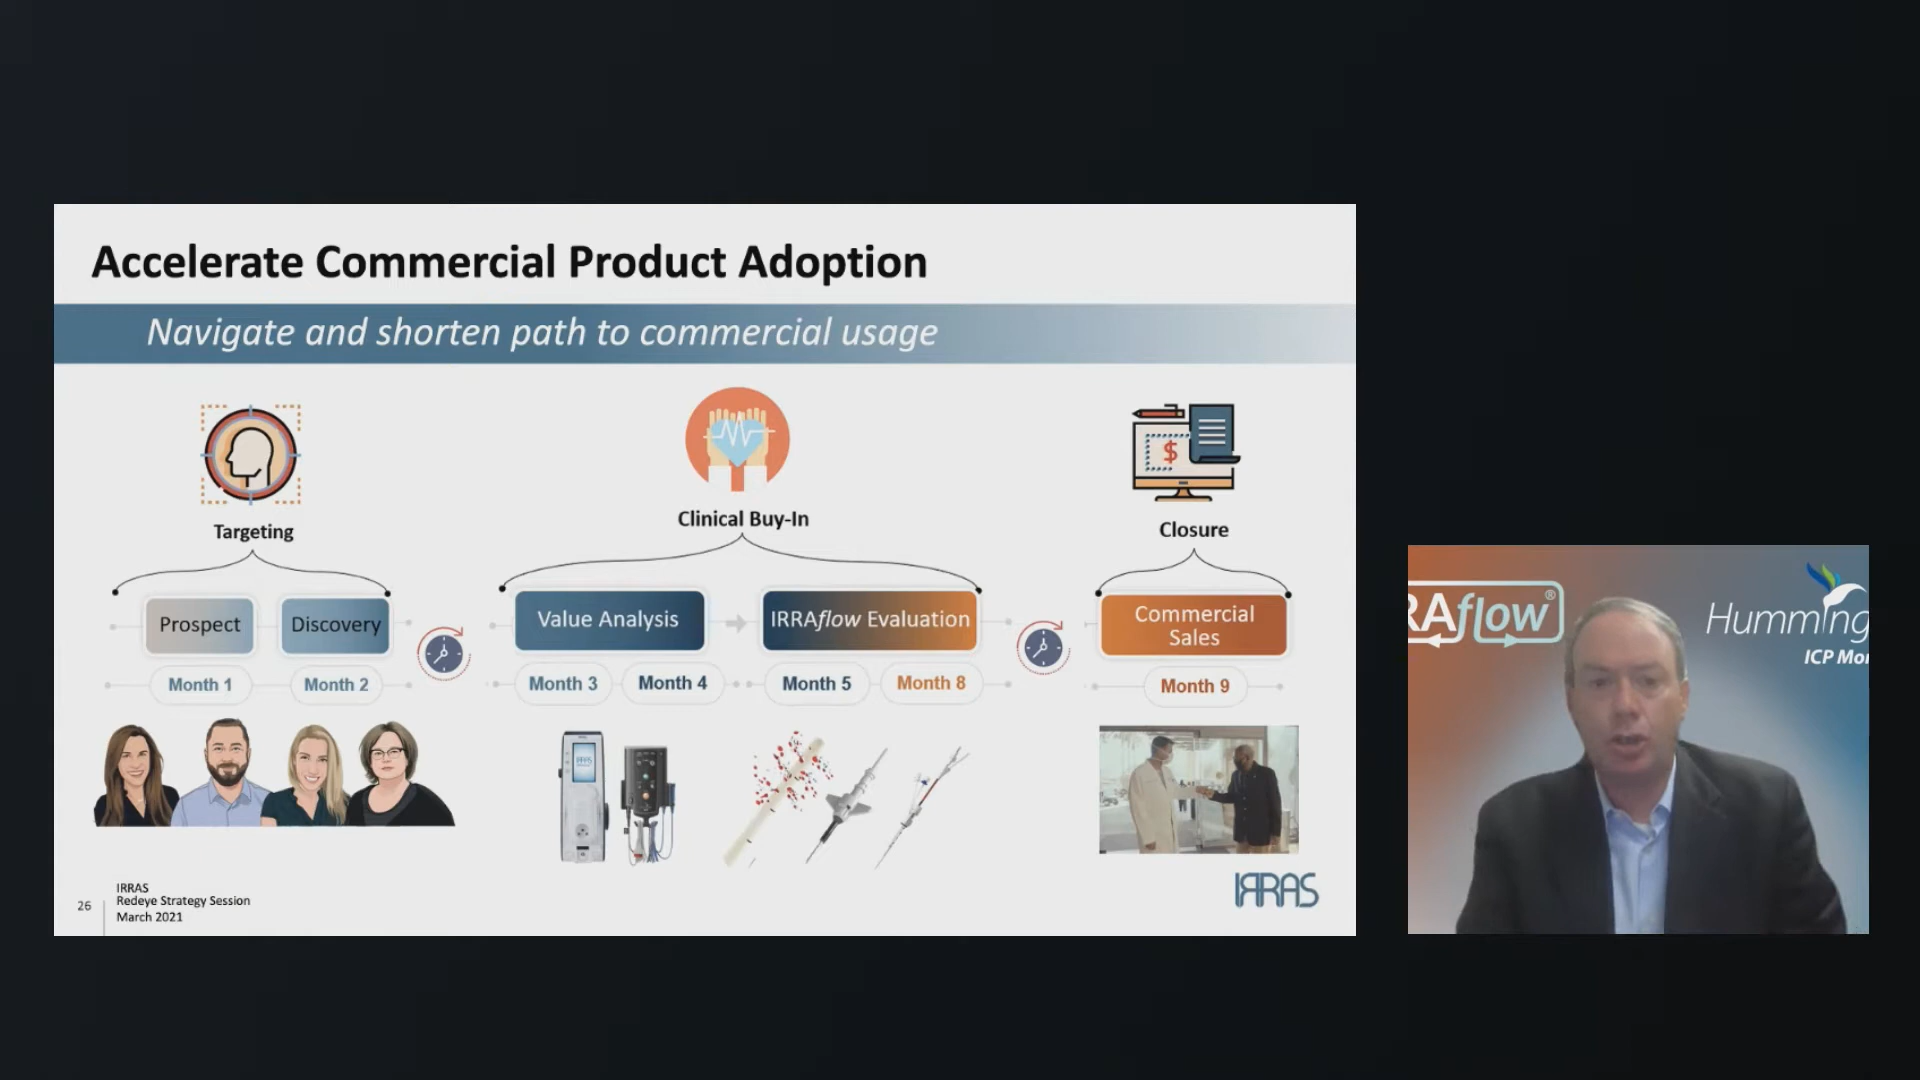 Accelerate Commercial Product Adoption
Navigate and shorten path to commercial usage
Targeting
Clinical Buy-In
Closure
Prospect
Discovery
Value Analysis
IRRAflow Evaluation
Commercial
Sales
Month 1
Month 2
Month 3
Month 4
Month 5
Month 8
Month 9
$
IRRAS
26
IRRAS
Redeye Strategy Session
March 2021
IRRAS
RAflow®
Humming
ICP Mo